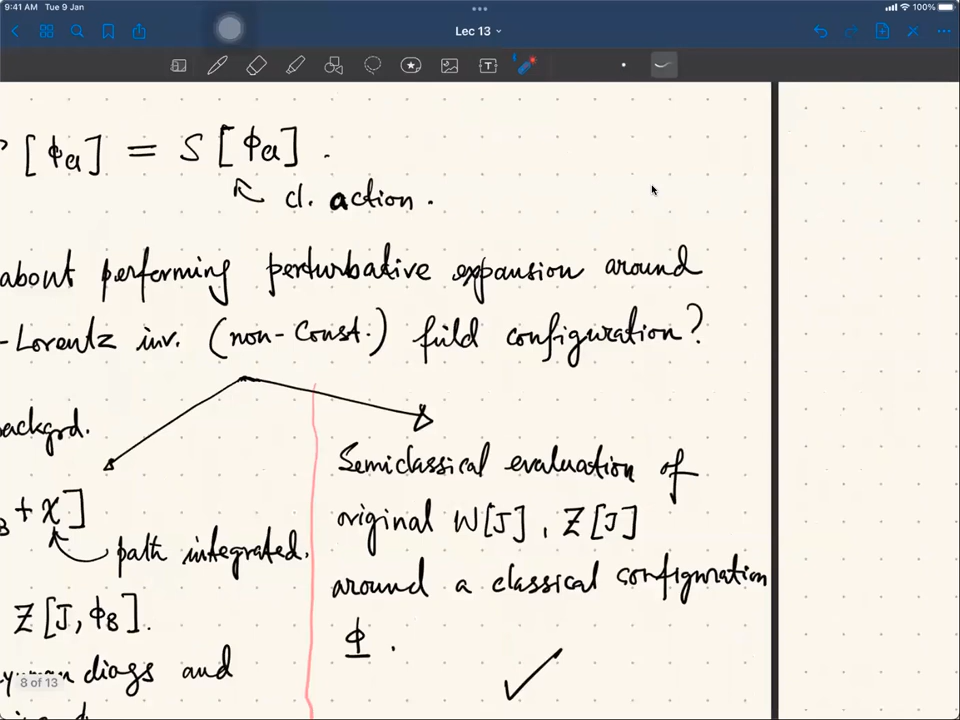 9:41 AM Tue 9 Jan
100%
Lec 13
[ϕcl] = S[ϕcl] .
cl. action .
about performing perturbative expansion around
-Lorentz inv. (non-Const.) field configuration?
backgrd.
Semiclassical evaluation of
+ χ]
original W[J] , Z[J]
path integrated.
around a classical configuration
Z[J, ϕB].
Φ .
diags and
8 of 13